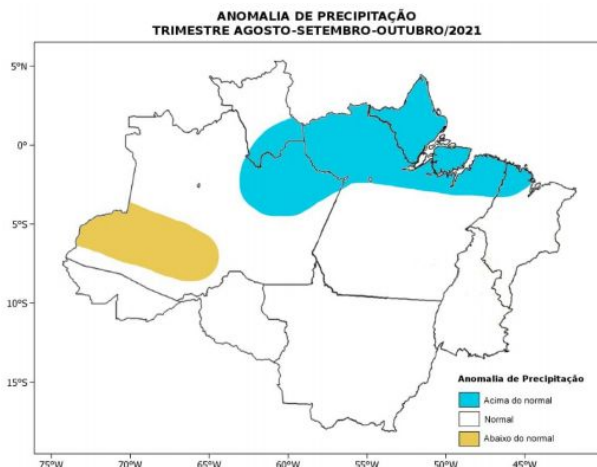 ANOMALIA DE PRECIPITAÇÃO
TRIMESTRE AGOSTO-SETEMBRO-OUTUBRO/2021
5°N
0°
5°S
10°S
15°S
75°W
70°W
65°W
60°W
55°W
50°W
45°W
Anomalia de Precipitação
Acima do normal
Normal
Abaixo do normal